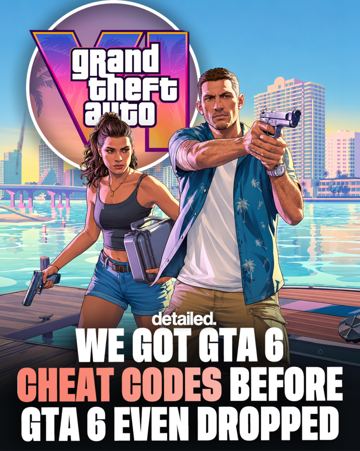 VI
grand
theft
auto
detailed.
WE GOT GTA 6
CHEAT CODES BEFORE
GTA 6 EVEN DROPPED